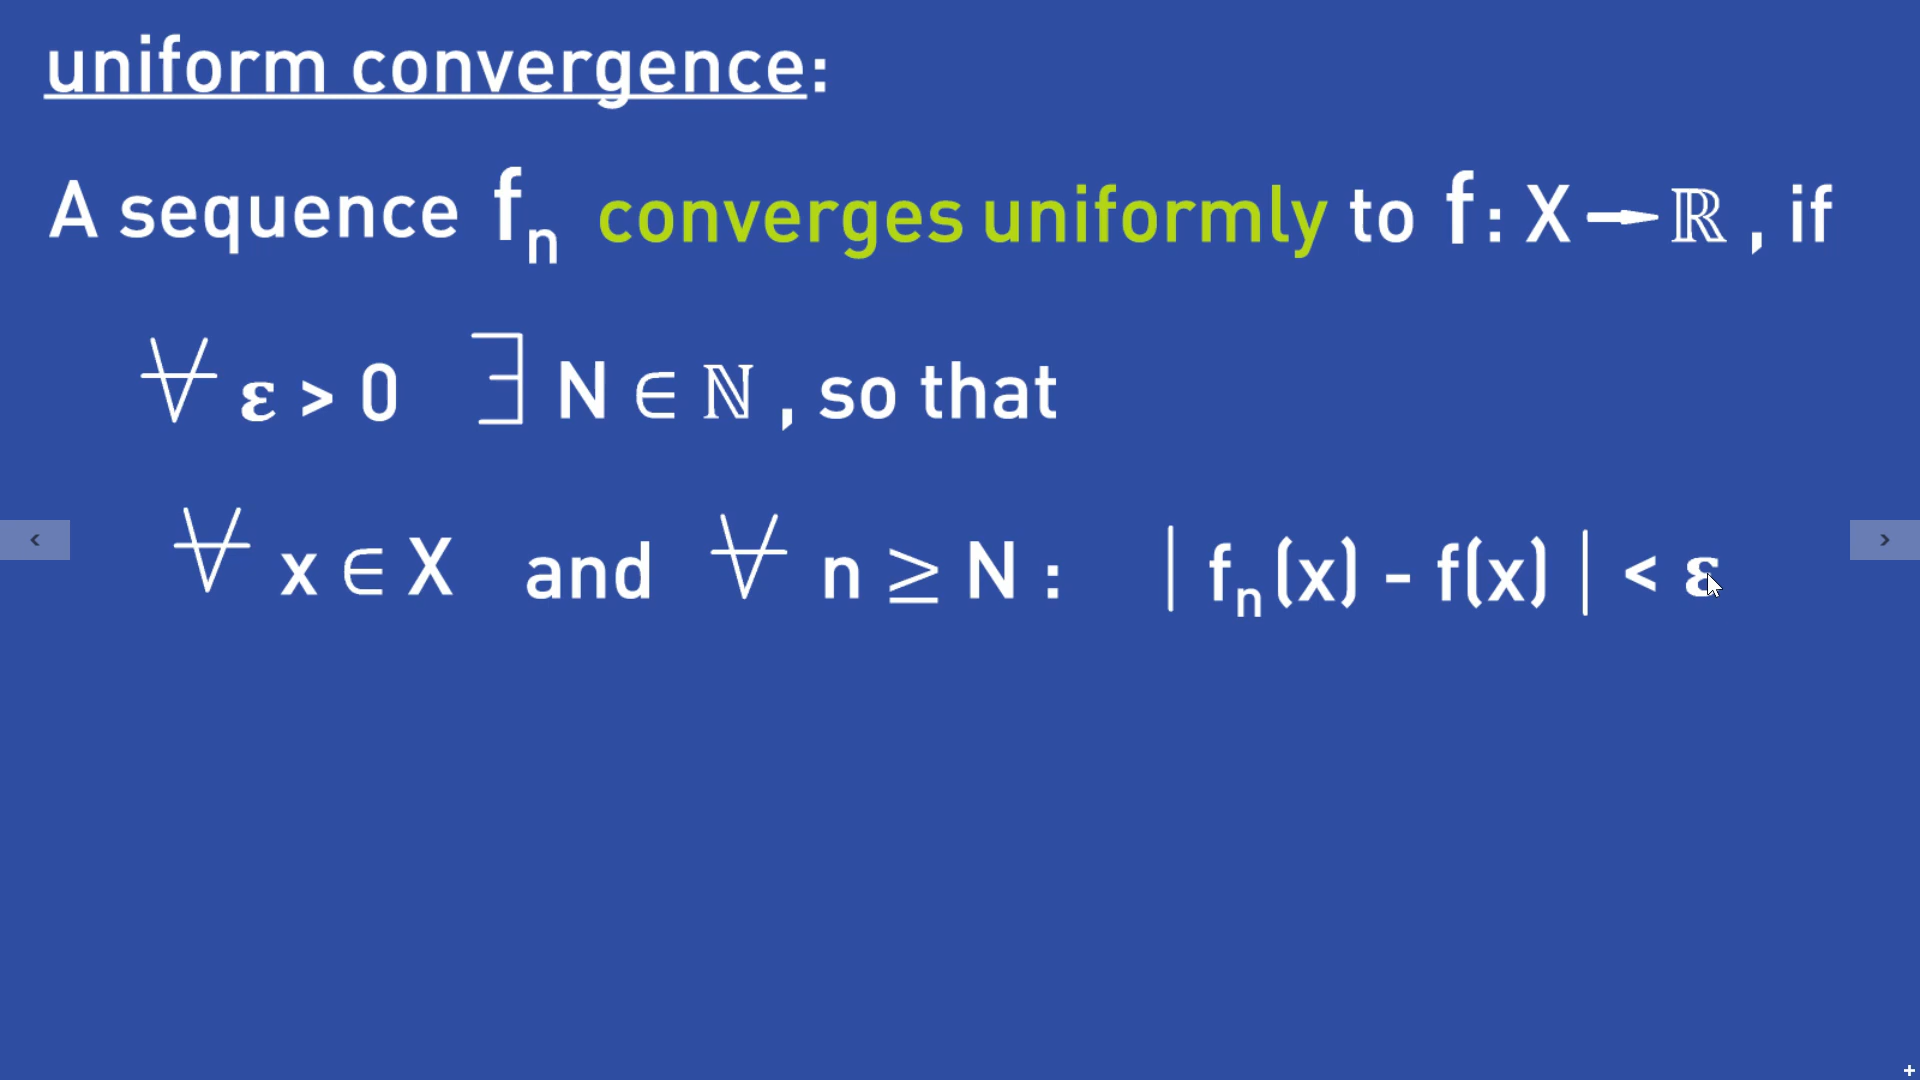 uniform convergence:
A sequence fₙ converges uniformly to f: X → ℝ , if
∀ ε > 0 ∃ N ∈ ℕ , so that
∀ x ∈ X and ∀ n ≥ N : | fₙ(x) - f(x) | < ε